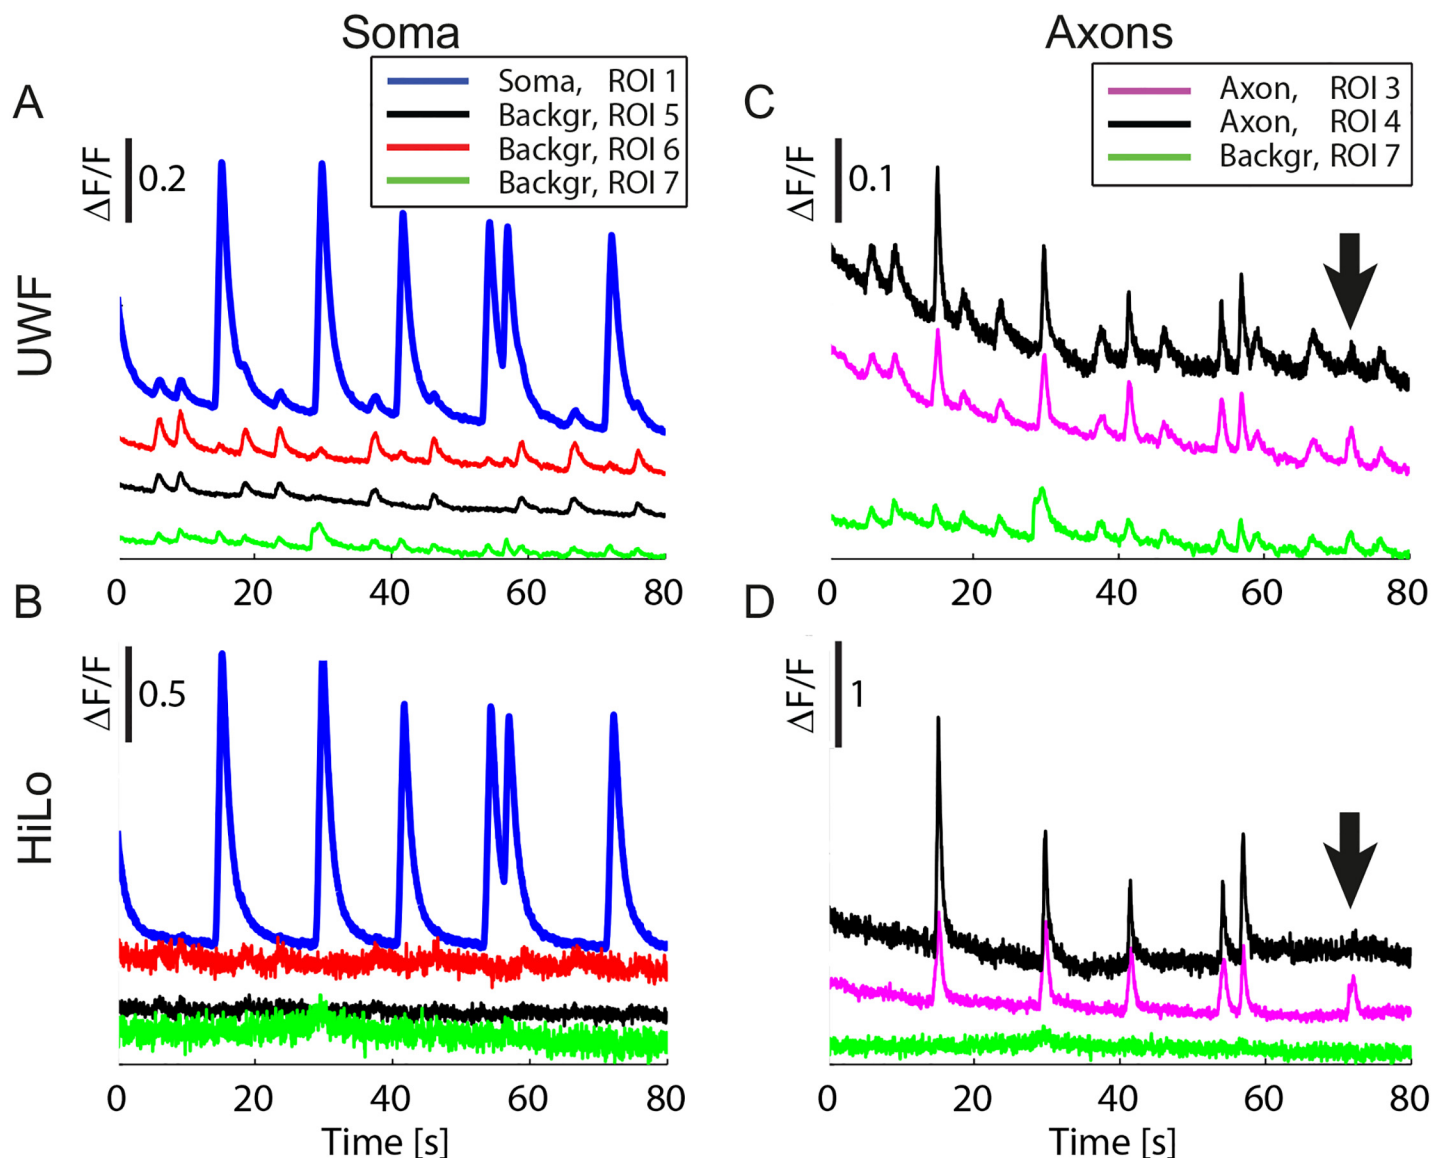 Soma
Axons
A
Soma, ROI 1
Backgr, ROI 5
Backgr, ROI 6
Backgr, ROI 7
ΔF/F
0.2
UWF
0 20 40 60 80
C
Axon, ROI 3
Axon, ROI 4
Backgr, ROI 7
ΔF/F
0.1
0 20 40 60 80
B
ΔF/F
0.5
HiLo
0 20 40 60 80
Time [s]
D
ΔF/F
1
0 20 40 60 80
Time [s]